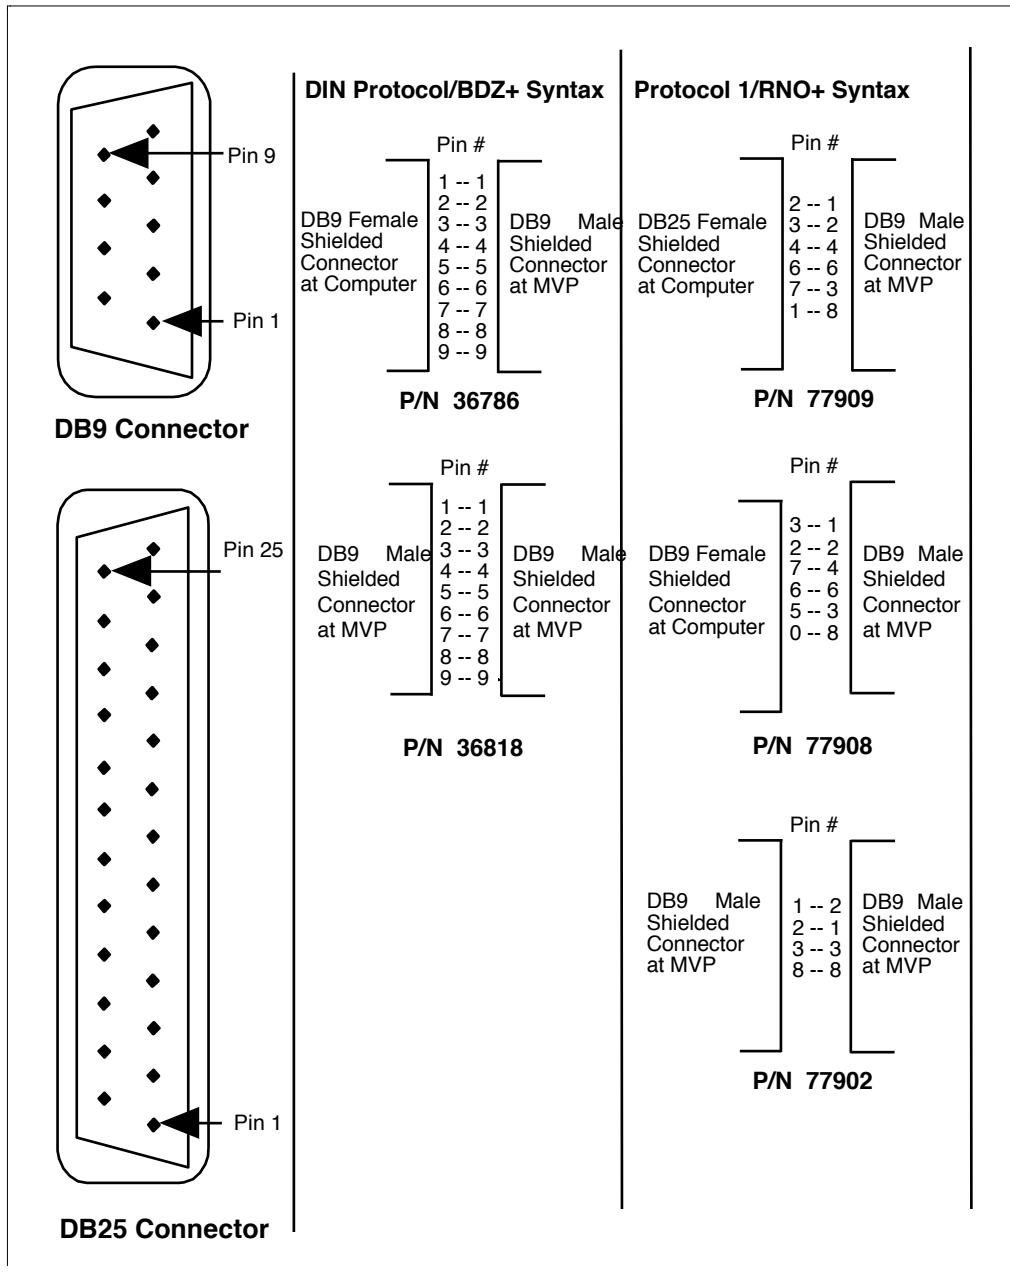 Pin 9
Pin 1
DB9 Connector
Pin 25
Pin 1
DB25 Connector
DIN Protocol/BDZ+ Syntax
Pin #
DB9 Female
Shielded
Connector
at Computer
1 -- 1
2 -- 2
3 -- 3
4 -- 4
5 -- 5
6 -- 6
7 -- 7
8 -- 8
9 -- 9
DB9 Male
Shielded
Connector
at MVP
P/N 36786
Pin #
DB9 Male
Shielded
Connector
at MVP
1 -- 1
2 -- 2
3 -- 3
4 -- 4
5 -- 5
6 -- 6
7 -- 7
8 -- 8
9 -- 9
DB9 Male
Shielded
Connector
at MVP
P/N 36818
Protocol 1/RNO+ Syntax
Pin #
DB25 Female
Shielded
Connector
at Computer
2 -- 1
3 -- 2
4 -- 4
6 -- 6
7 -- 3
1 -- 8
DB9 Male
Shielded
Connector
at MVP
P/N 77909
Pin #
DB9 Female
Shielded
Connector
at Computer
3 -- 1
2 -- 2
7 -- 4
6 -- 6
5 -- 3
0 -- 8
DB9 Male
Shielded
Connector
at MVP
P/N 77908
Pin #
DB9 Male
Shielded
Connector
at MVP
1 -- 2
2 -- 1
3 -- 3
8 -- 8
DB9 Male
Shielded
Connector
at MVP
P/N 77902